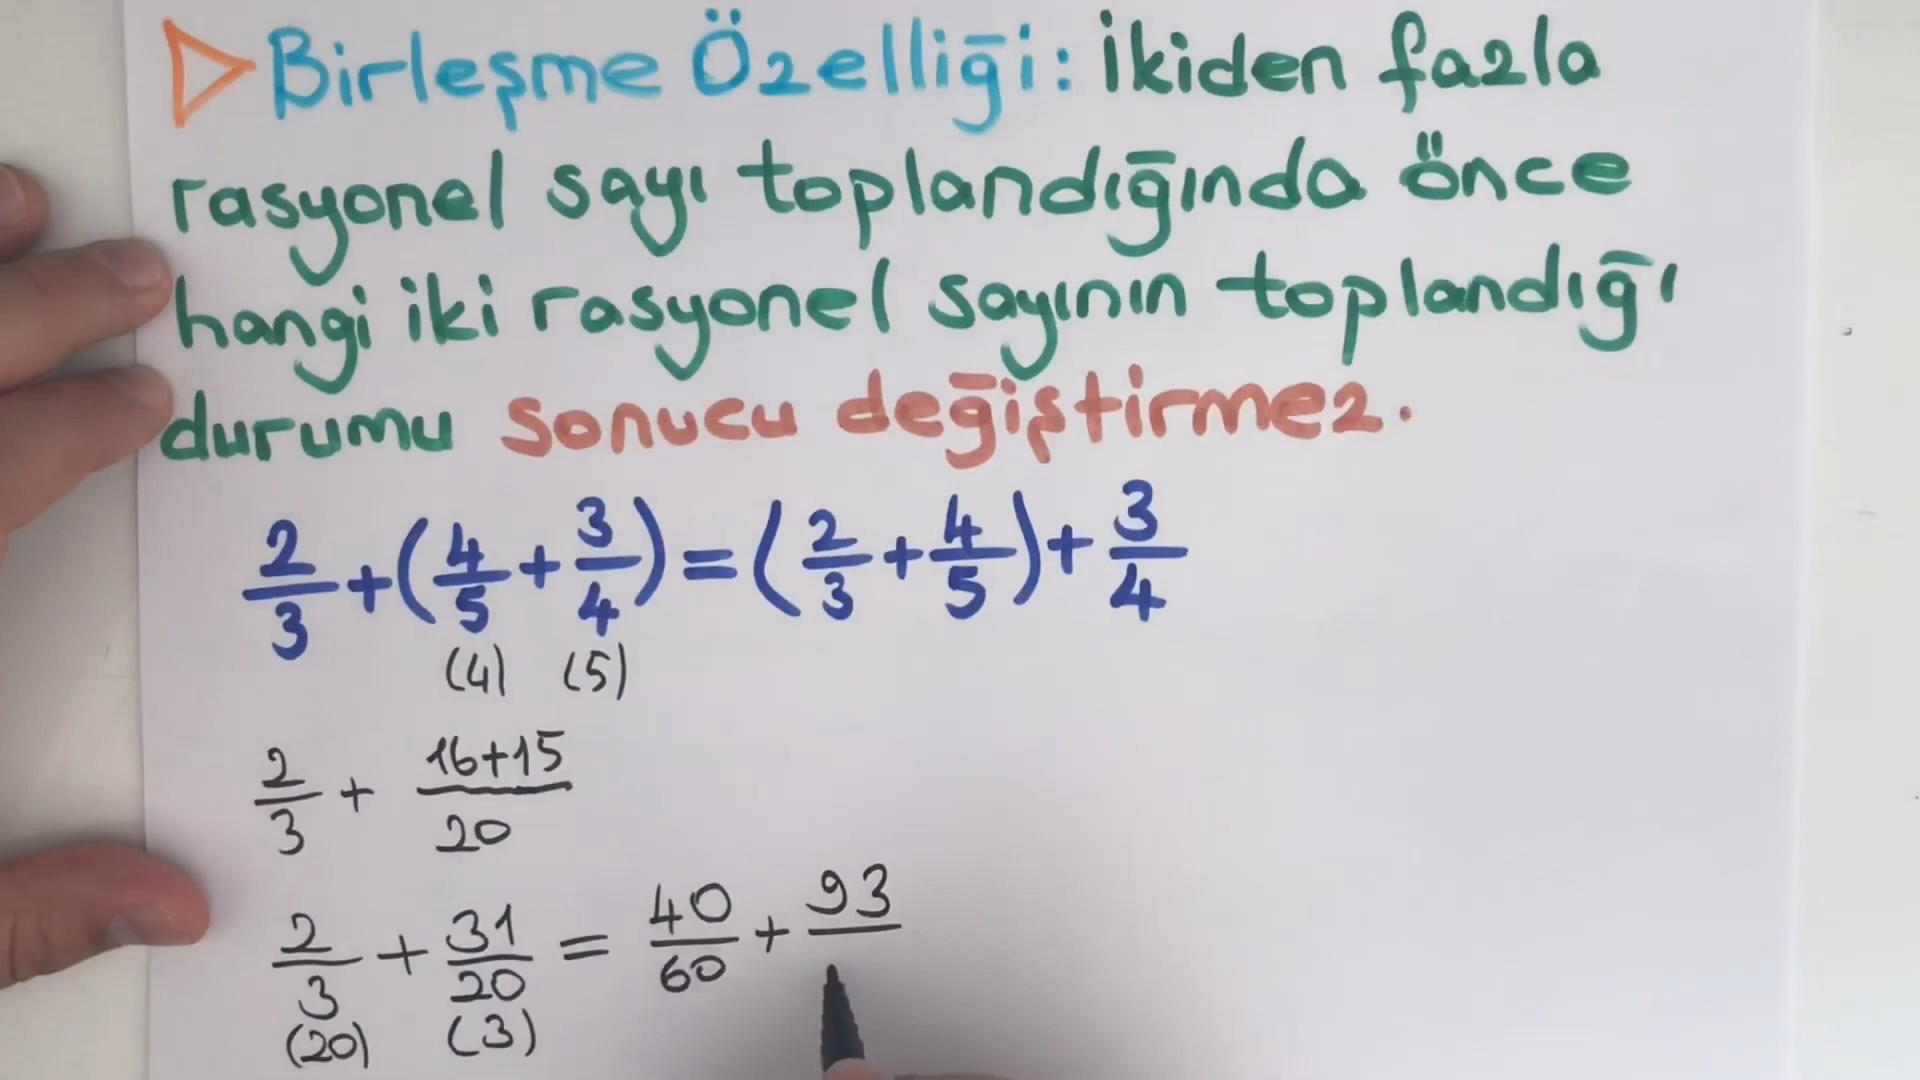 Birleşme Özelliği: İkiden fazla
rasyonel sayı toplandığında önce
hangi iki rasyonel sayının toplandığı
durumu sonucu değiştirmez.
2/3 + (4/5 + 3/4) = (2/3 + 4/5) + 3/4
(4) (5)
2/3 + 16+15/20
2/3 + 31/20 = 40/60 + 93/
(20) (3)